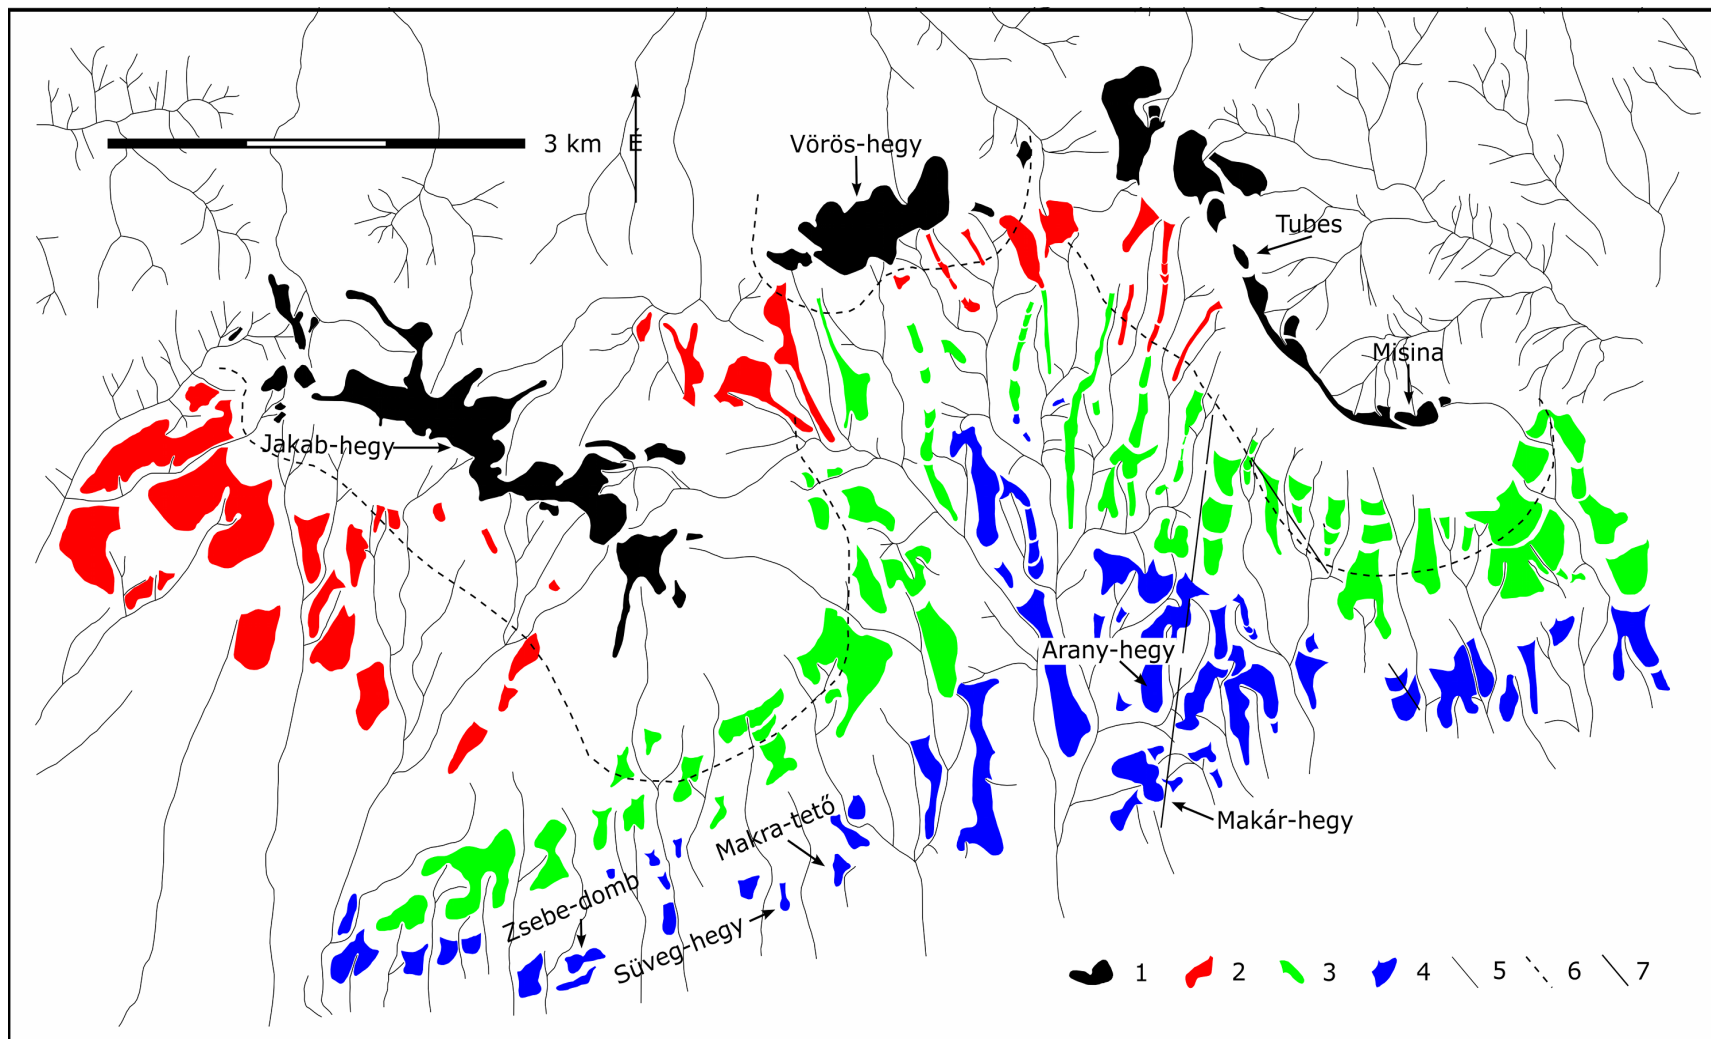 3 km
É
Vörös-hegy
Tubes
Misina
Jakab-hegy
Arany-hegy
Makár-hegy
Makra-tető
Zsebe-domb
Süveg-hegy
1 2 3 4 5 6 7